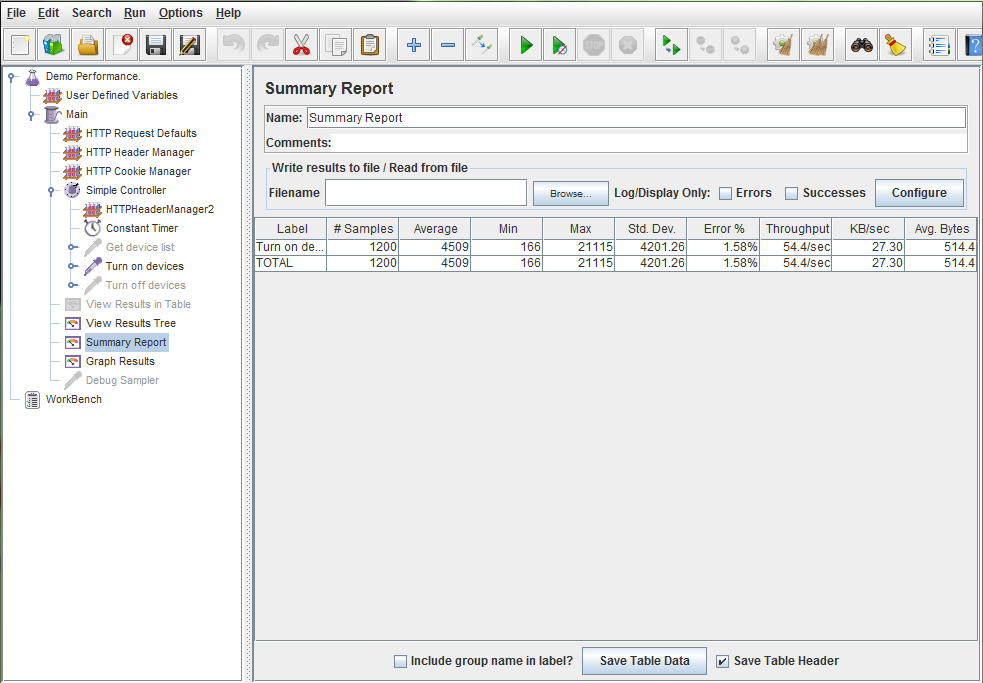 File Edit Search Run Options Help
STOP
?
Demo Performance.
User Defined Variables
Main
HTTP Request Defaults
HTTP Header Manager
HTTP Cookie Manager
Simple Controller
HTTPHeaderManager2
Constant Timer
Get device list
Turn on devices
Turn off devices
View Results in Table
View Results Tree
Summary Report
Graph Results
Debug Sampler
WorkBench
Summary Report
Name: Summary Report
Comments:
Write results to file / Read from file
Filename Browse... Log/Display Only: Errors Successes Configure
Label # Samples Average Min Max Std. Dev. Error % Throughput KB/sec Avg. Bytes
Turn on de... 1200 4509 166 21115 4201.26 1.58% 54.4/sec 27.30 514.4
TOTAL 1200 4509 166 21115 4201.26 1.58% 54.4/sec 27.30 514.4
Include group name in label? Save Table Data Save Table Header